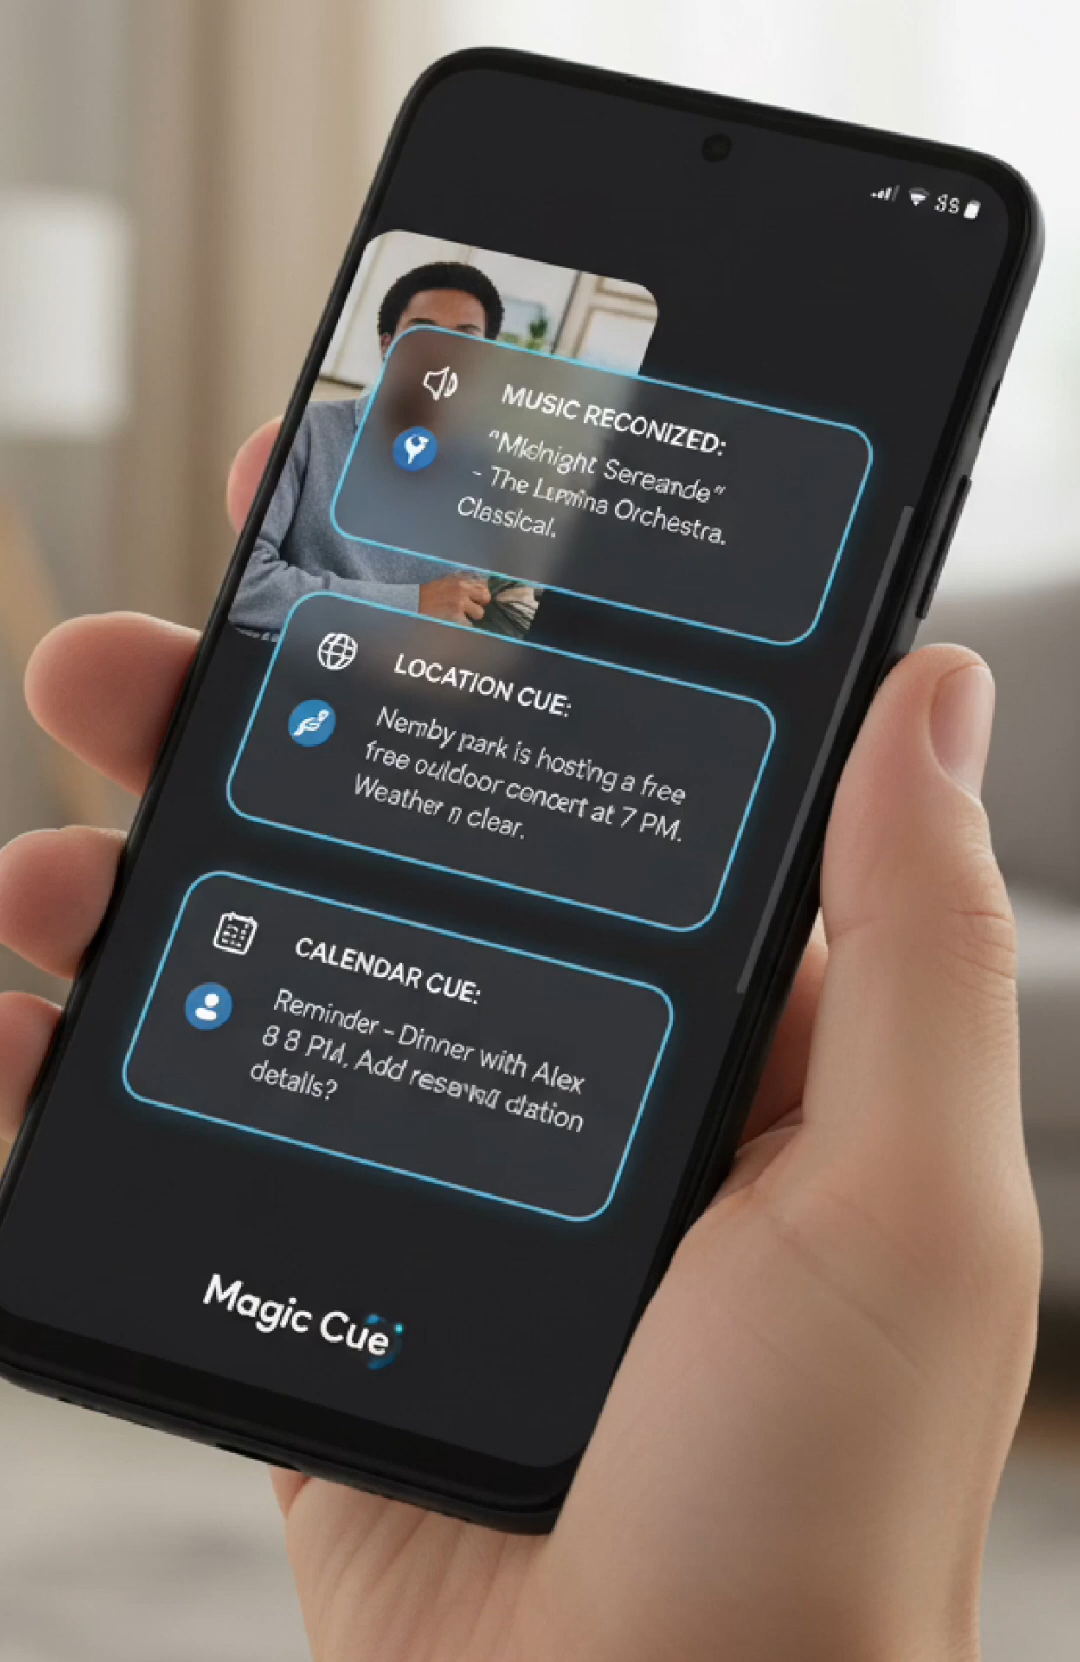 MUSIC RECONIZED:
"Midnight Sereande"
- The Orchestra.
Classical.
LOCATION CUE:
park is hosting a free
free outdoor concert at 7 PM.
Weather clear.
CALENDAR CUE:
Reminder - Dinner with Alex
8 8 PM. Add
details?
Magic Cue